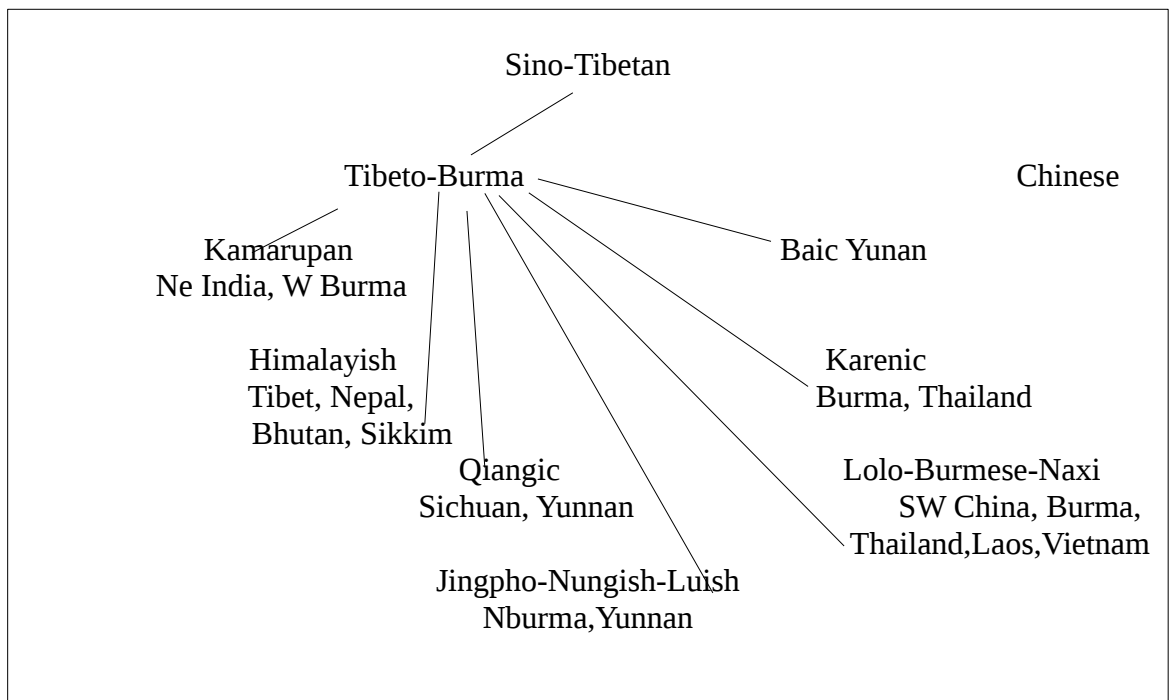 Sino-Tibetan
Tibeto-Burma
Chinese
Kamarupan
Ne India, W Burma
Baic Yunan
Himalayish
Tibet, Nepal,
Bhutan, Sikkim
Karenic
Burma, Thailand
Qiangic
Sichuan, Yunnan
Lolo-Burmese-Naxi
SW China, Burma,
Thailand,Laos,Vietnam
Jingpho-Nungish-Luish
Nburma,Yunnan